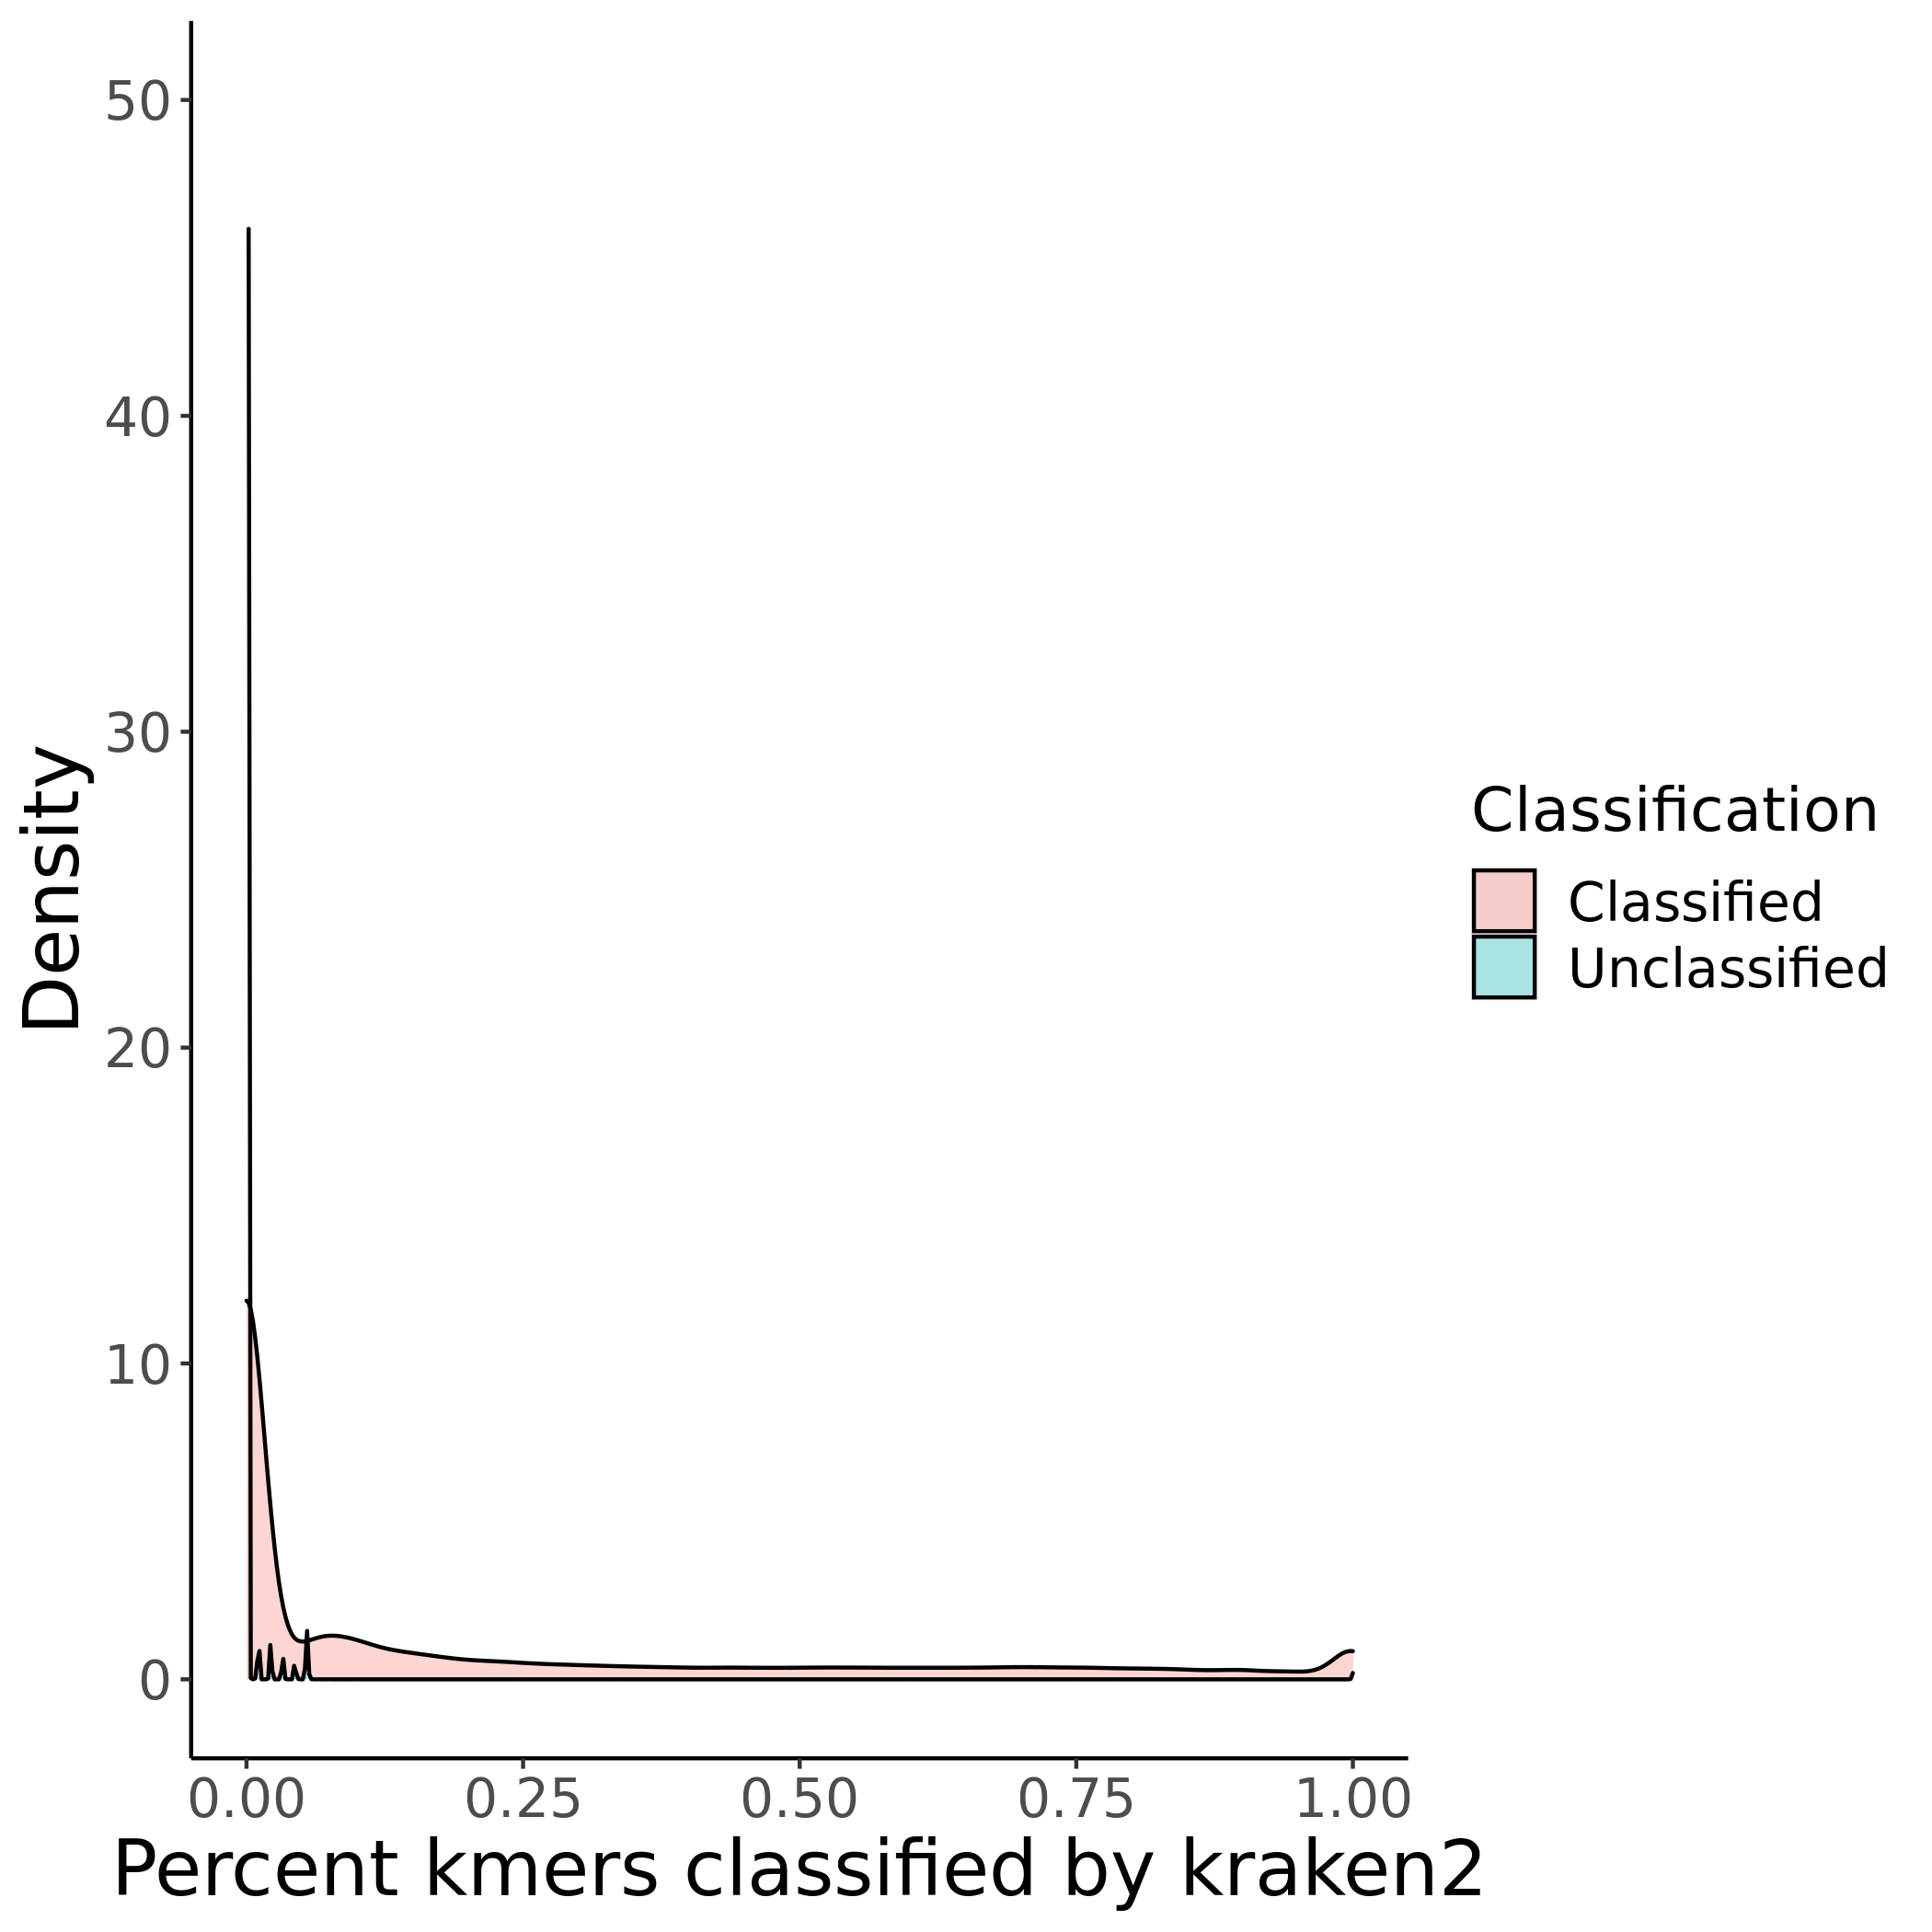 Density
50
40
30
20
10
0
0.00 0.25 0.50 0.75 1.00
Percent kmers classified by kraken2
Classification
Classified
Unclassified